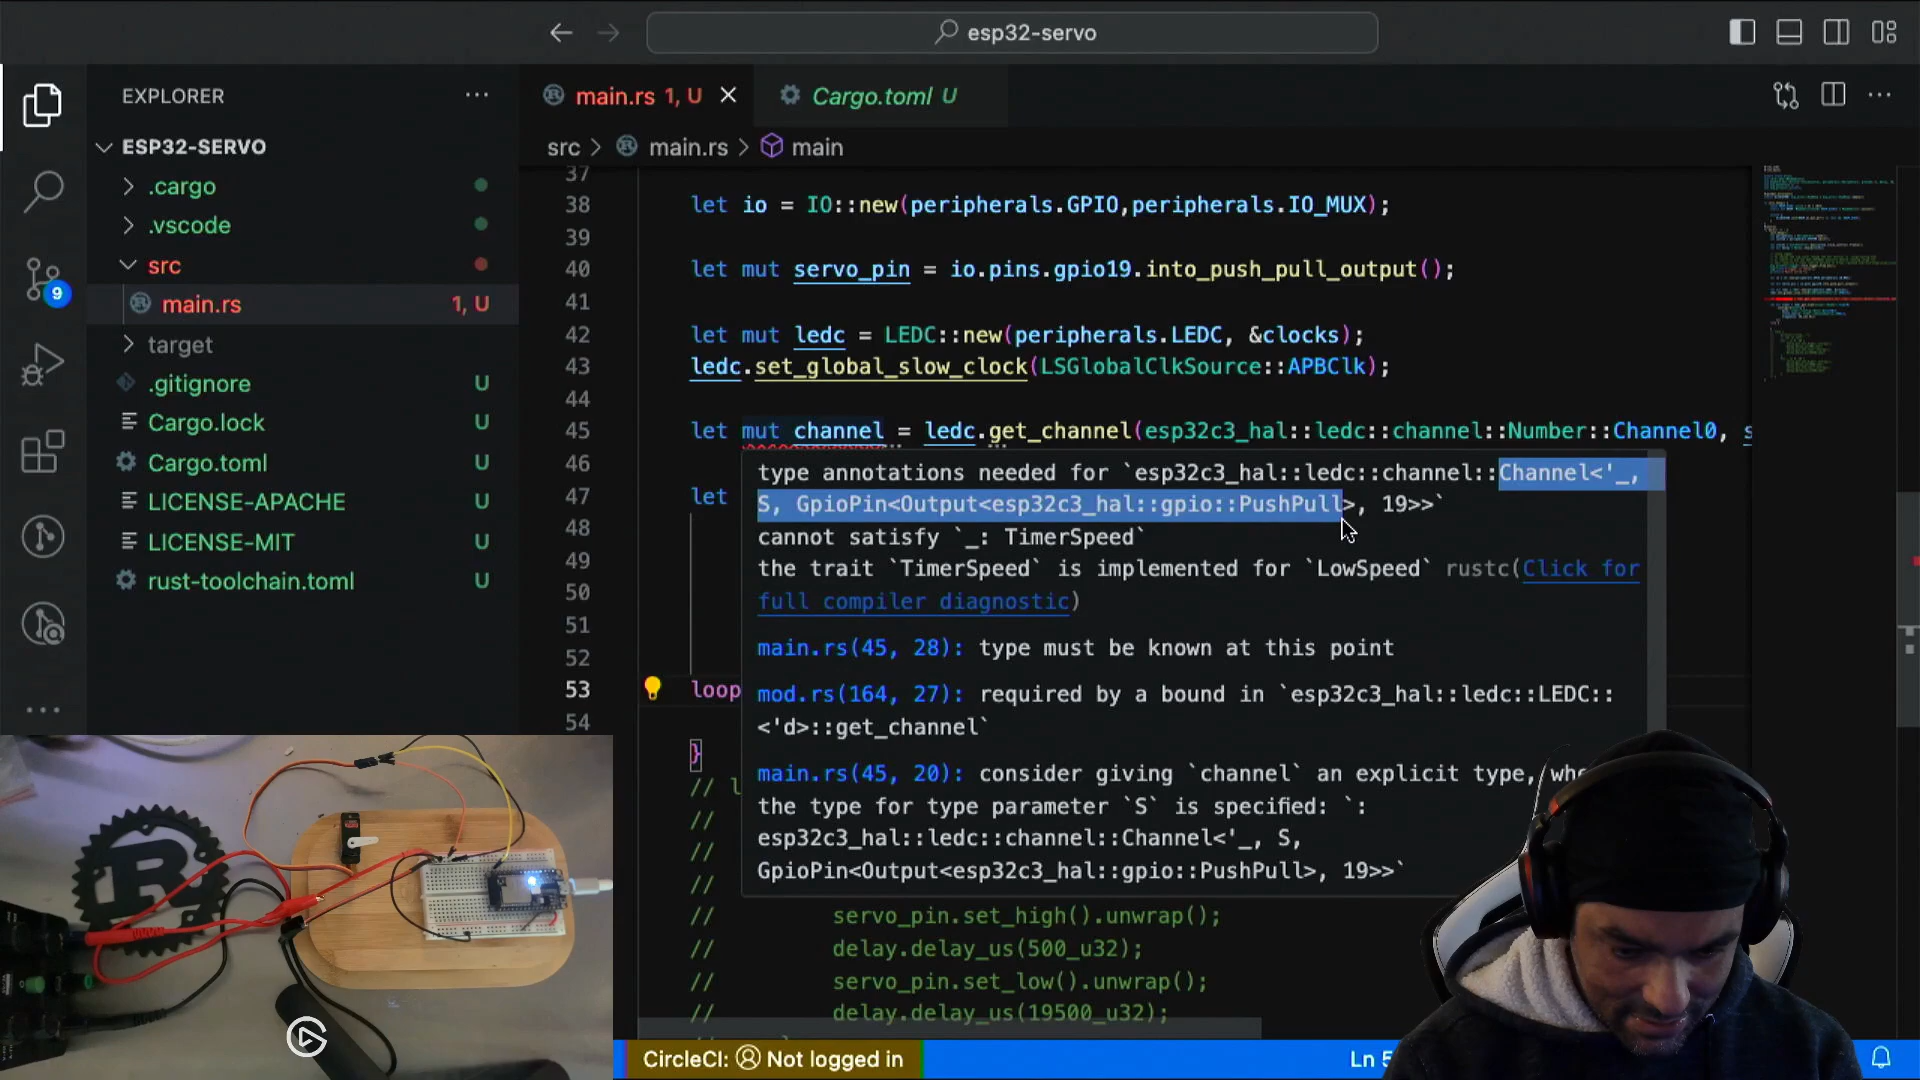 esp32-servo
EXPLORER
main.rs 1, U
Cargo.toml U
ESP32-SERVO
src > main.rs > main
.cargo
.vscode
src
main.rs 1, U
target
.gitignore U
Cargo.lock U
Cargo.toml U
LICENSE-APACHE U
LICENSE-MIT U
rust-toolchain.toml U
9
37
38 let io = IO::new(peripherals.GPIO,peripherals.IO_MUX);
39
40 let mut servo_pin = io.pins.gpio19.into_push_pull_output();
41
42 let mut ledc = LEDC::new(peripherals.LEDC, &clocks);
43 ledc.set_global_slow_clock(LSGlobalClkSource::APBClk);
44
45 let mut channel = ledc.get_channel(esp32c3_hal::ledc::channel::Number::Channel0, s
46
47 let
48
49
50
51
52
53 loop
54
}
type annotations needed for `esp32c3_hal::ledc::channel::Channel<'_,
S, GpioPin<Output<esp32c3_hal::gpio::PushPull>, 19>>`
cannot satisfy `_: TimerSpeed`
the trait `TimerSpeed` is implemented for `LowSpeed` rustc(Click for
full compiler diagnostic)
main.rs(45, 28): type must be known at this point
mod.rs(164, 27): required by a bound in `esp32c3_hal::ledc::LEDC::
<'d>::get_channel`
main.rs(45, 20): consider giving `channel` an explicit type, whe
the type for type parameter `S` is specified: `:
esp32c3_hal::ledc::channel::Channel<'_, S,
GpioPin<Output<esp32c3_hal::gpio::PushPull>, 19>>`
// l
//
//
//
// servo_pin.set_high().unwrap();
// delay.delay_us(500_u32);
// servo_pin.set_low().unwrap();
// delay.delay_us(19500_u32);
CircleCI: Not logged in
Ln 5